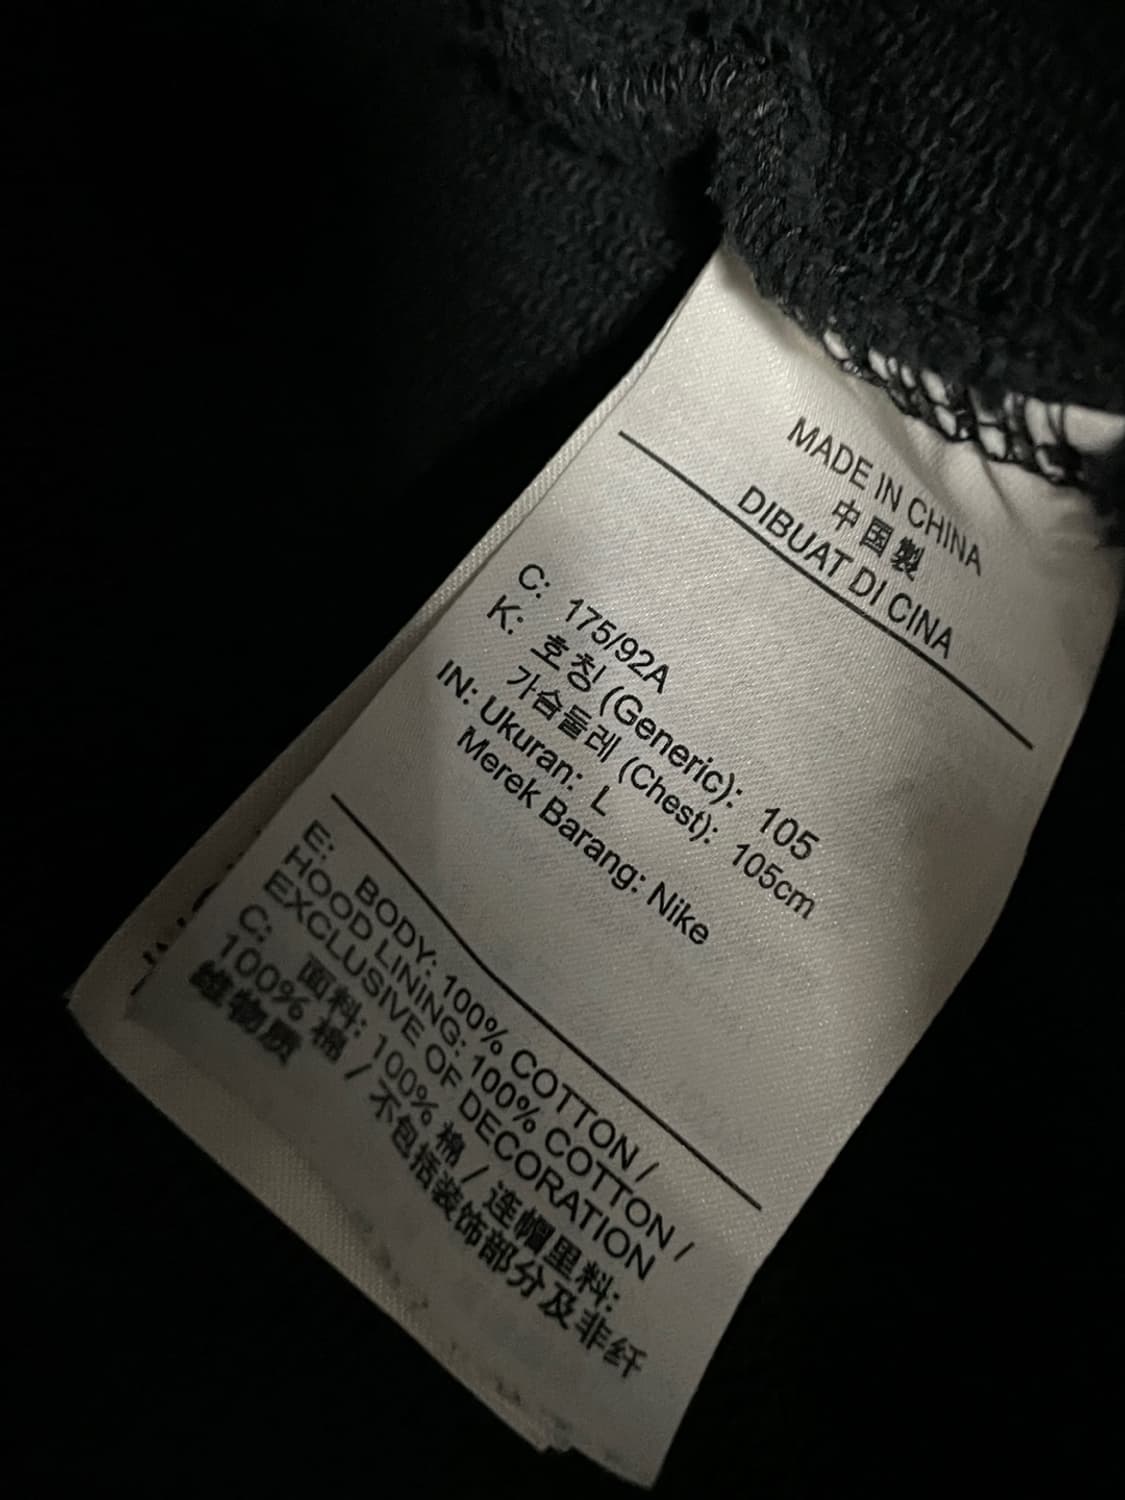 MADE IN CHINA
中国製
DIBUAT DI CINA
C: 175/92A
K: 호칭 (Generic): 105
가슴둘레 (Chest): 105cm
IN: Ukuran: L
Merek Barang: Nike
E: BODY: 100% COTTON /
HOOD LINING: 100% COTTON /
EXCLUSIVE OF DECORATION
C: 面料: 100% 棉 / 连帽里料:
100% 棉 / 不包括装饰部分及非纤
维物质